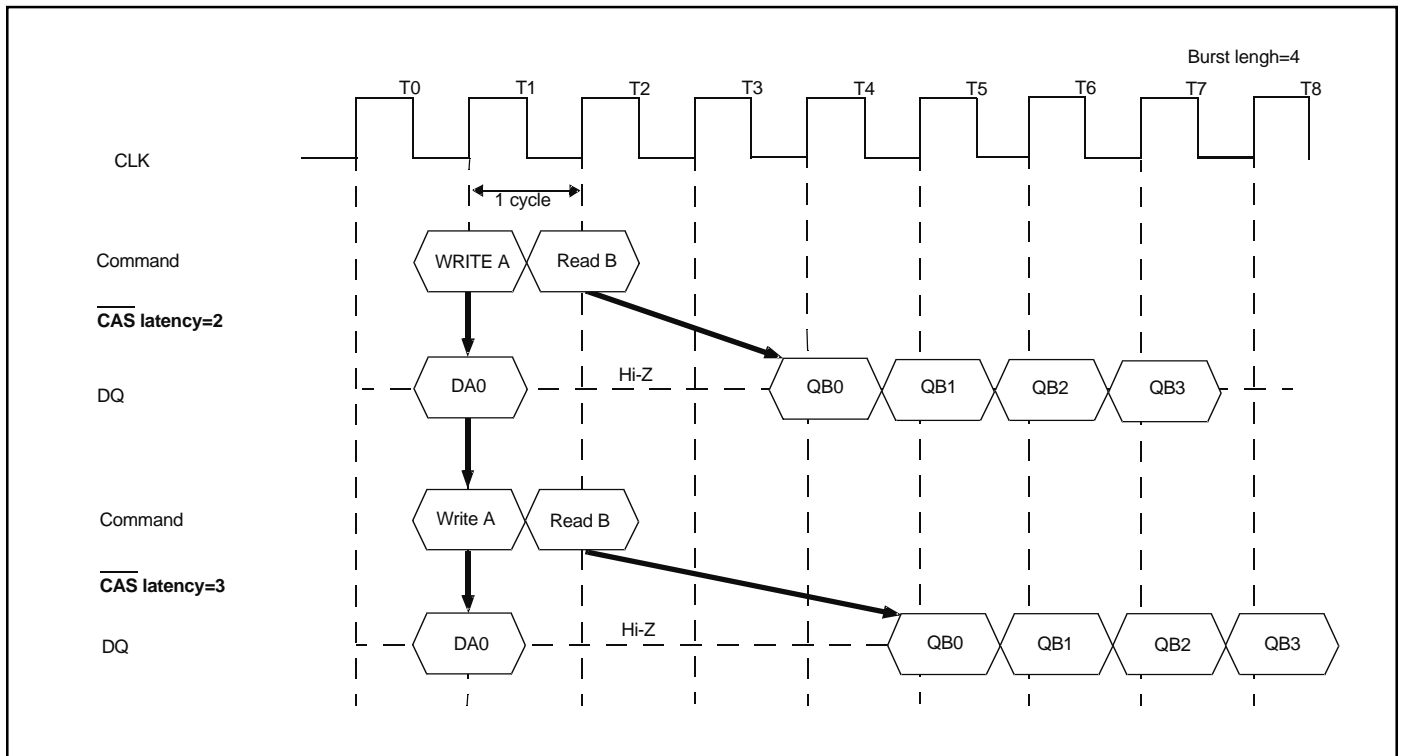 Burst lengh=4
T0 T1 T2 T3 T4 T5 T6 T7 T8
CLK
1 cycle
Command WRITE A Read B
CAS latency=2
DQ DA0 Hi-Z QB0 QB1 QB2 QB3
Command Write A Read B
CAS latency=3
DQ DA0 Hi-Z QB0 QB1 QB2 QB3